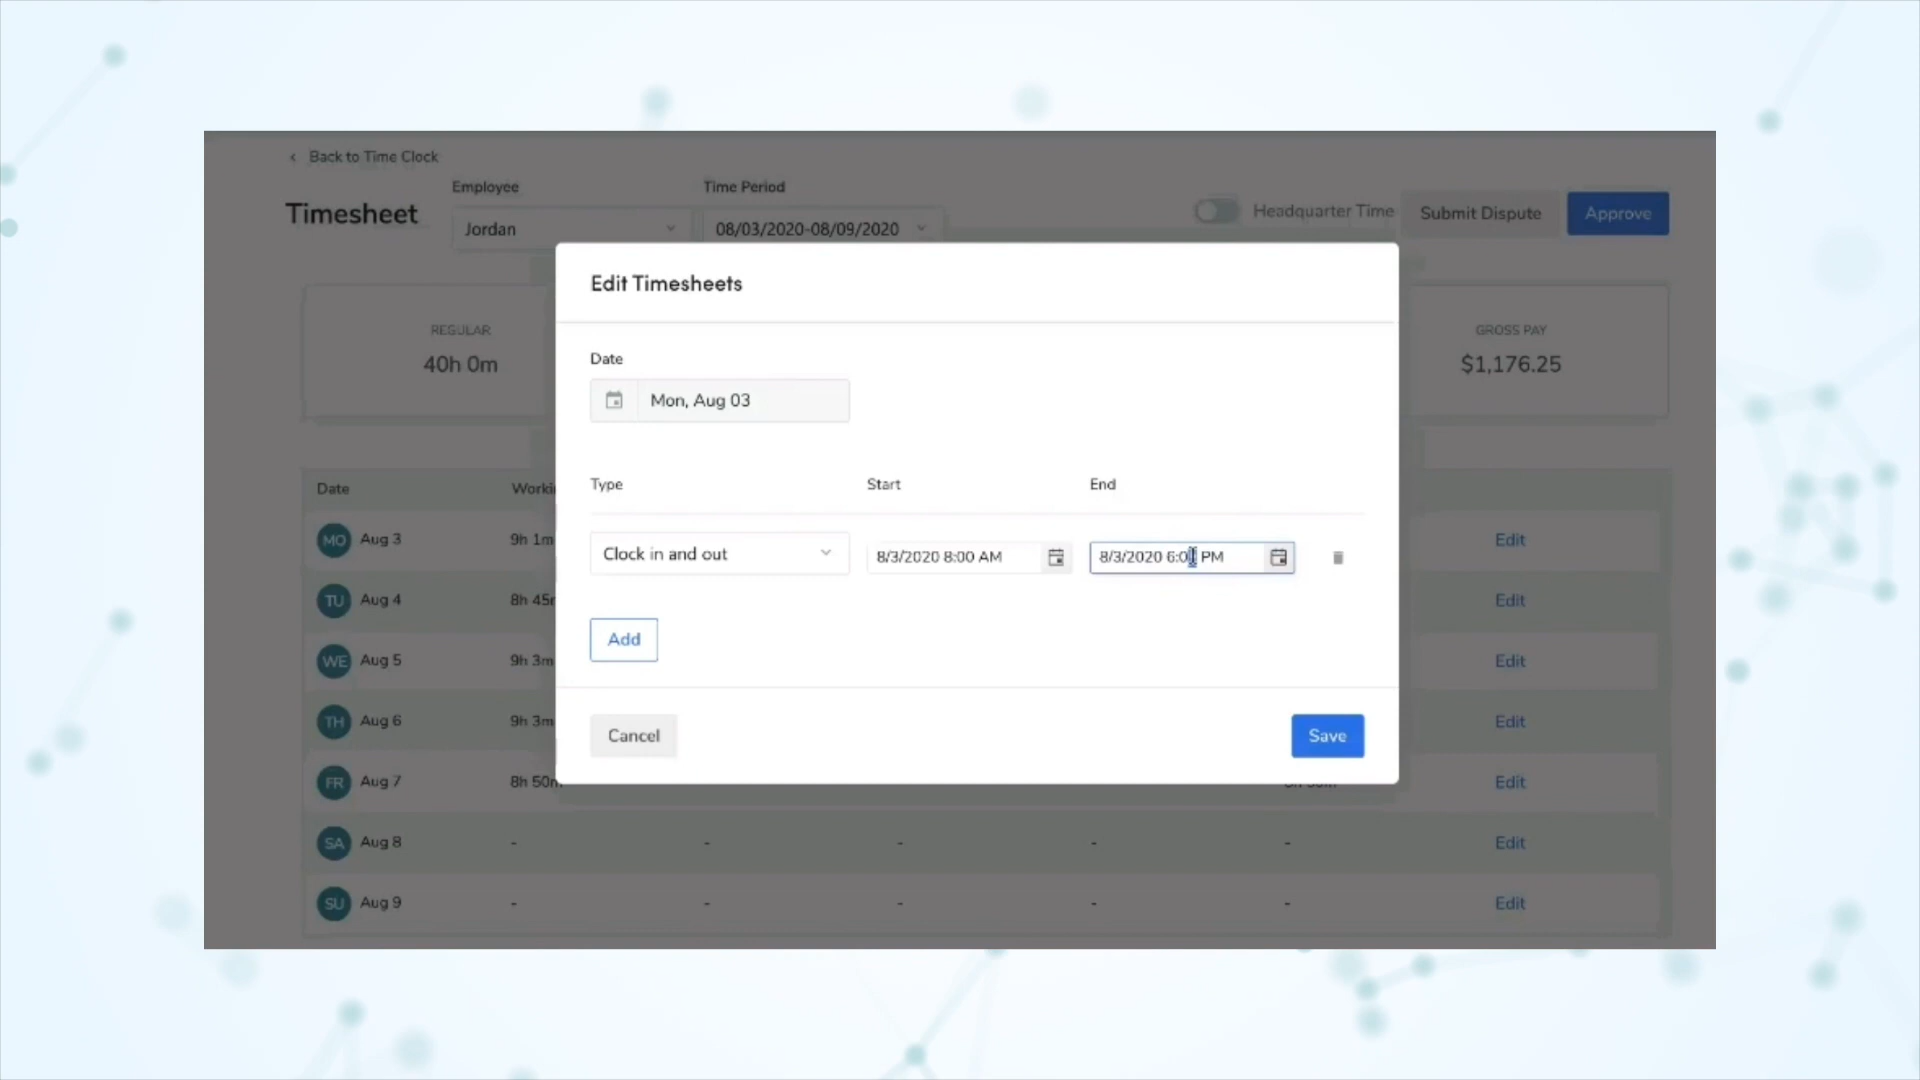 Back to Time Clock
Employee
Time Period
Timesheet
Jordan
08/03/2020-08/09/2020
Headquarter Time
Submit Dispute
Approve
Edit Timesheets
REGULAR
40h 0m
GROSS PAY
$1,176.25
Date
Mon, Aug 03
Type
Start
End
Clock in and out
8/3/2020 8:00 AM
PM
Add
Cancel
Save
Date
MO Aug 3 9h 1m Edit
TU Aug 4 8h Edit
WE Aug 5 9h 3m Edit
TH Aug 6 9h 3m Edit
FR Aug 7 8h Edit
SA Aug 8 - - - - - Edit
SU Aug 9 - - - - - Edit